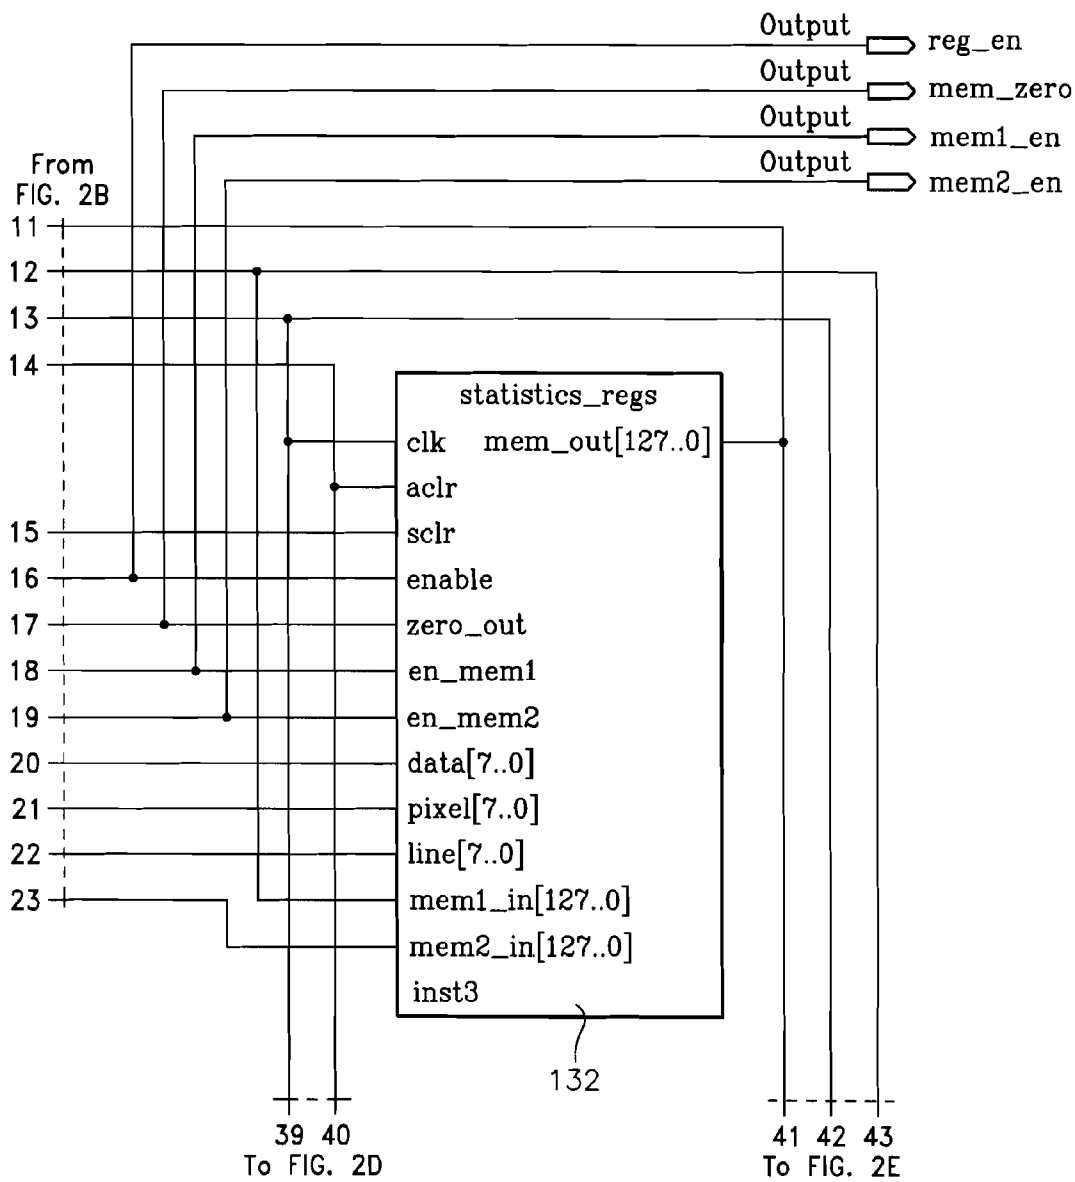 Output reg_en
Output mem_zero
Output mem1_en
Output mem2_en
From
FIG. 2B
11
12
13
14
statistics_regs
clk mem_out[127..0]
aclr
15 sclr
16 enable
17 zero_out
18 en_mem1
19 en_mem2
20 data[7..0]
21 pixel[7..0]
22 line[7..0]
23 mem1_in[127..0]
mem2_in[127..0]
inst3
132
39 40
To FIG. 2D
41 42 43
To FIG. 2E